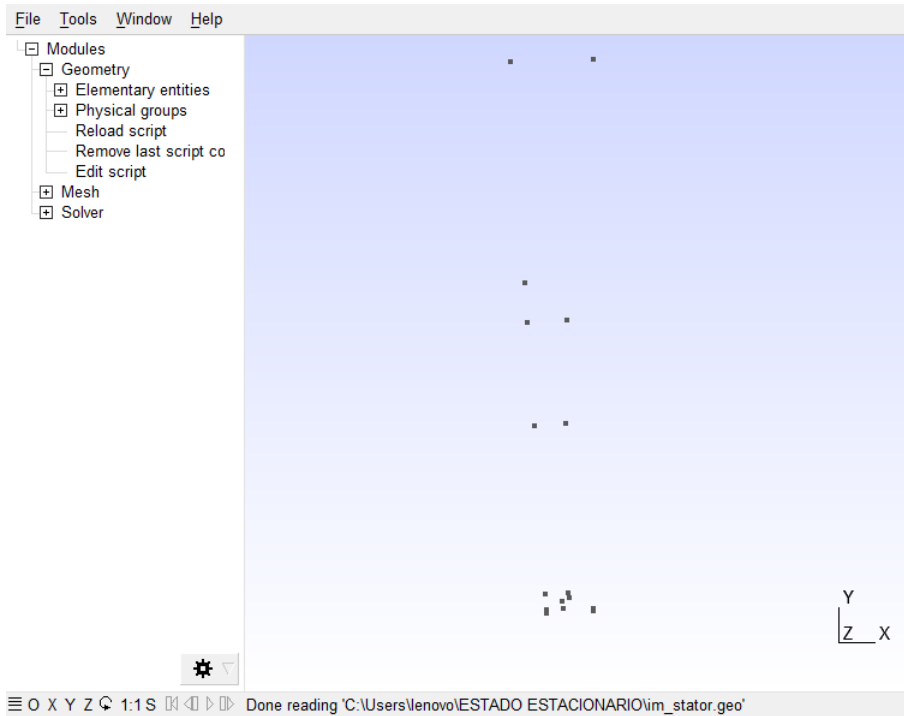 File Tools Window Help
Modules
Geometry
Elementary entities
Physical groups
Reload script
Remove last script co
Edit script
Mesh
Solver
Y
Z X
O X Y Z 1:1 S Done reading 'C:\Users\lenovo\ESTADO ESTACIONARIO\im_stator.geo'